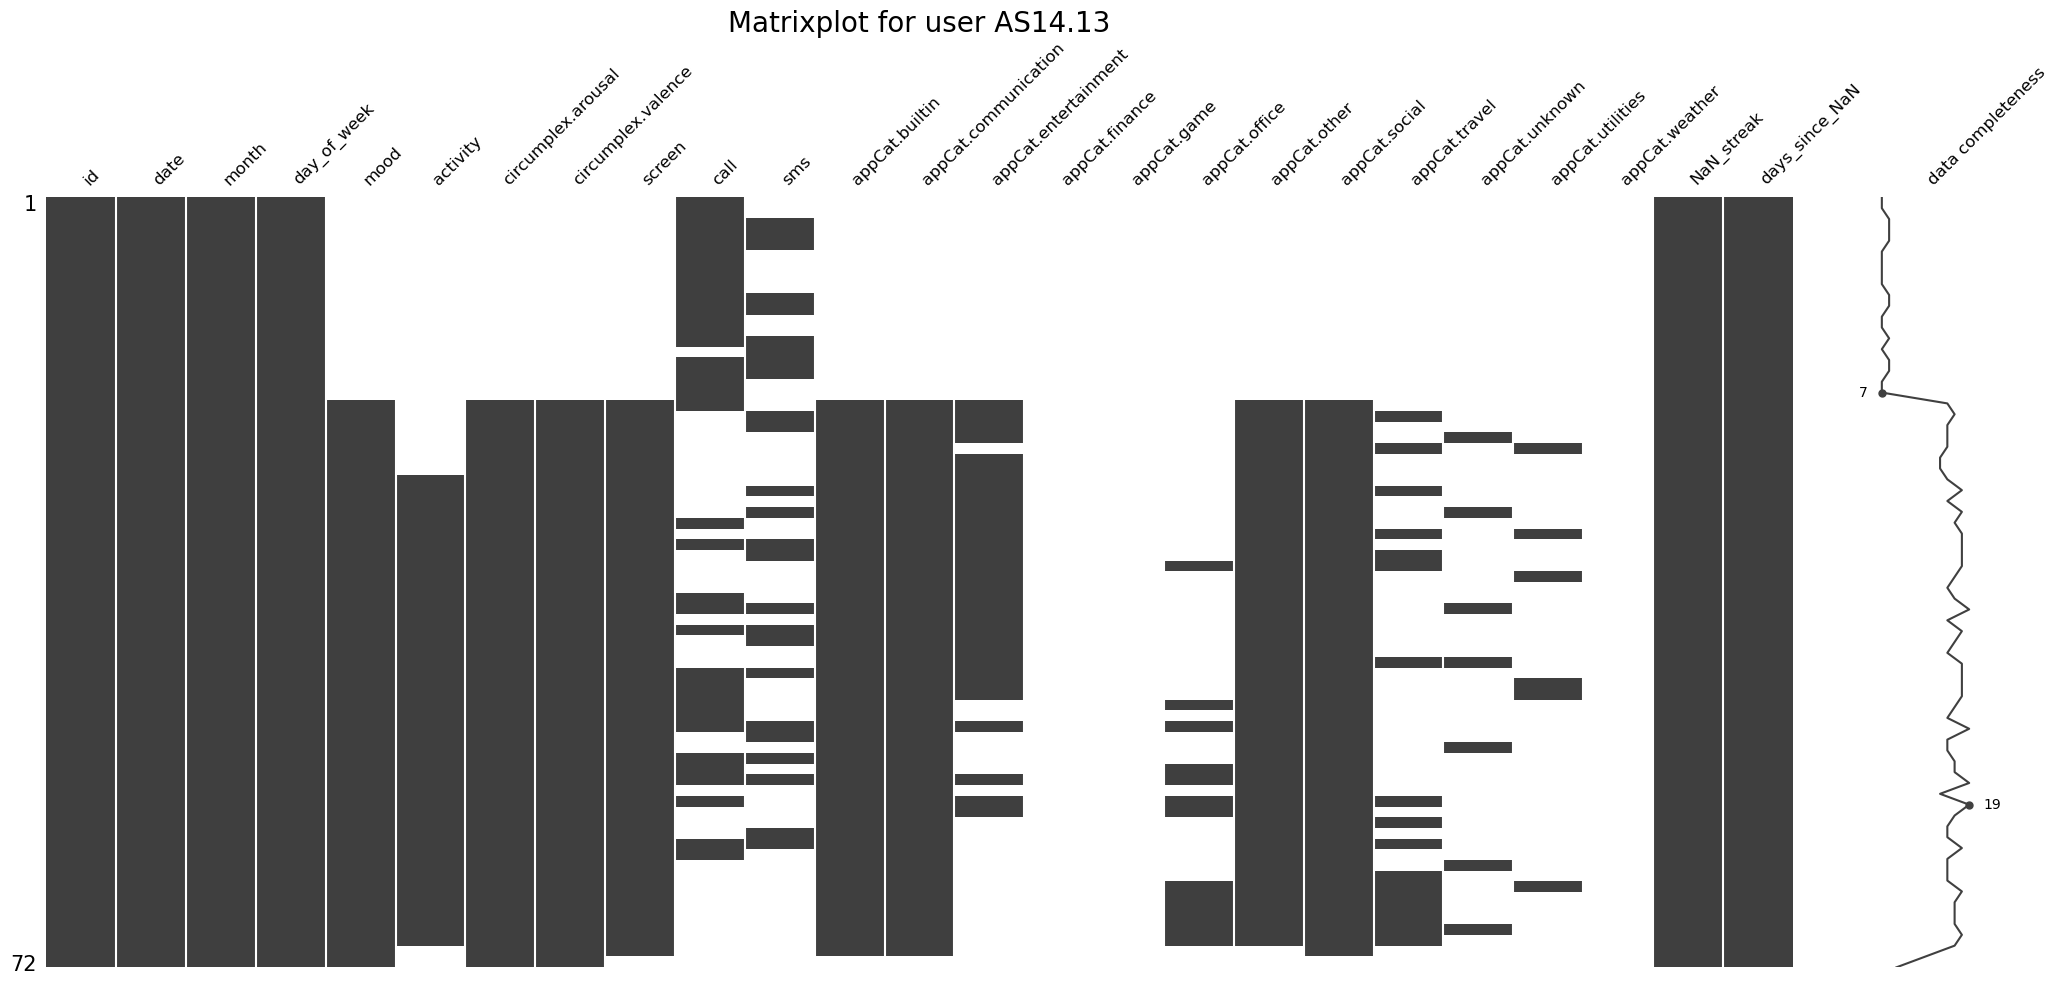 Matrixplot for user AS14.13
id
date
month
day_of_week
mood
activity
circumplex.arousal
circumplex.valence
screen
call
sms
appCat.builtin
appCat.communication
appCat.entertainment
appCat.finance
appCat.game
appCat.office
appCat.other
appCat.social
appCat.travel
appCat.unknown
appCat.utilities
appCat.weather
NaN_streak
days_since_NaN
data completeness
1
7
19
72